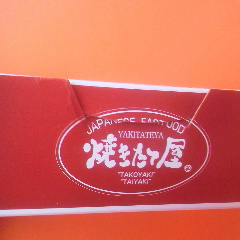 JAPANESE FASTFOOD
YAKITATEYA
焼きたて屋
"TAKOYAKI"
"TAIYAKI"